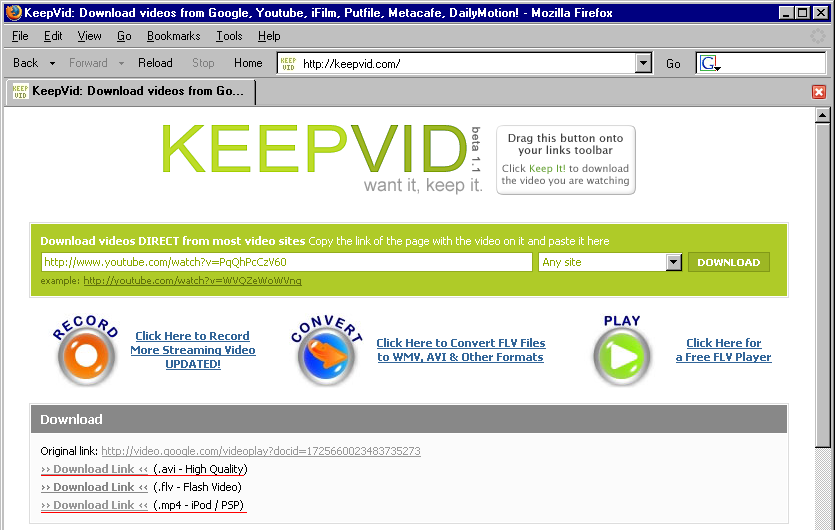 KeepVid: Download videos from Google, Youtube, iFilm, Putfile, Metacafe, DailyMotion! - Mozilla Firefox
File Edit View Go Bookmarks Tools Help
Back Forward Reload Stop Home KEEP VID http://keepvid.com/ Go G
KEEP VID KeepVid: Download videos from Go...
KEEPVID beta 1.1
want it, keep it.
Drag this button onto
your links toolbar
Click Keep It! to download
the video you are watching
Download videos DIRECT from most video sites Copy the link of the page with the video on it and paste it here
http://www.youtube.com/watch?v=PqQhPcCzV60 Any site DOWNLOAD
example: http://youtube.com/watch?v=WVQZeWoWVng
RECORD
Click Here to Record
More Streaming Video
UPDATED!
CONVERT
Click Here to Convert FLV Files
to WMV, AVI & Other Formats
PLAY
Click Here for
a Free FLV Player
Download
Original link: http://video.google.com/videoplay?docid=1725660023483735273
>> Download Link << (.avi - High Quality)
>> Download Link << (.flv - Flash Video)
>> Download Link << (.mp4 - iPod / PSP)